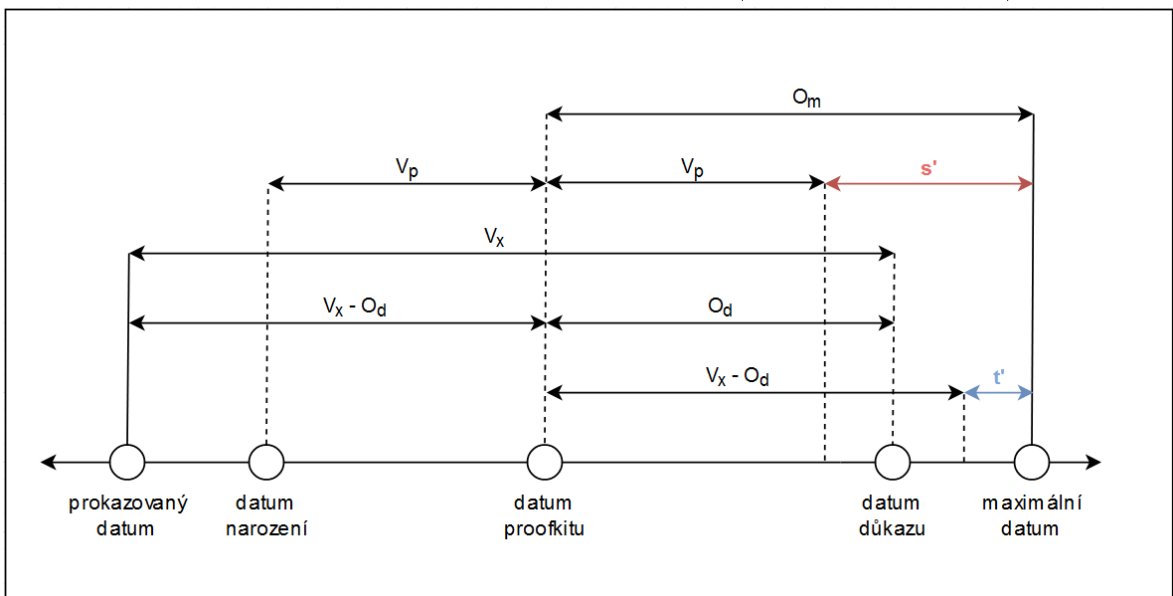 Om
Vp
Vp
s'
Vx
Vx - Od
Od
Vx - Od
t'
prokazovaný
datum
datum
narození
datum
proofkitu
datum
důkazu
maximální
datum